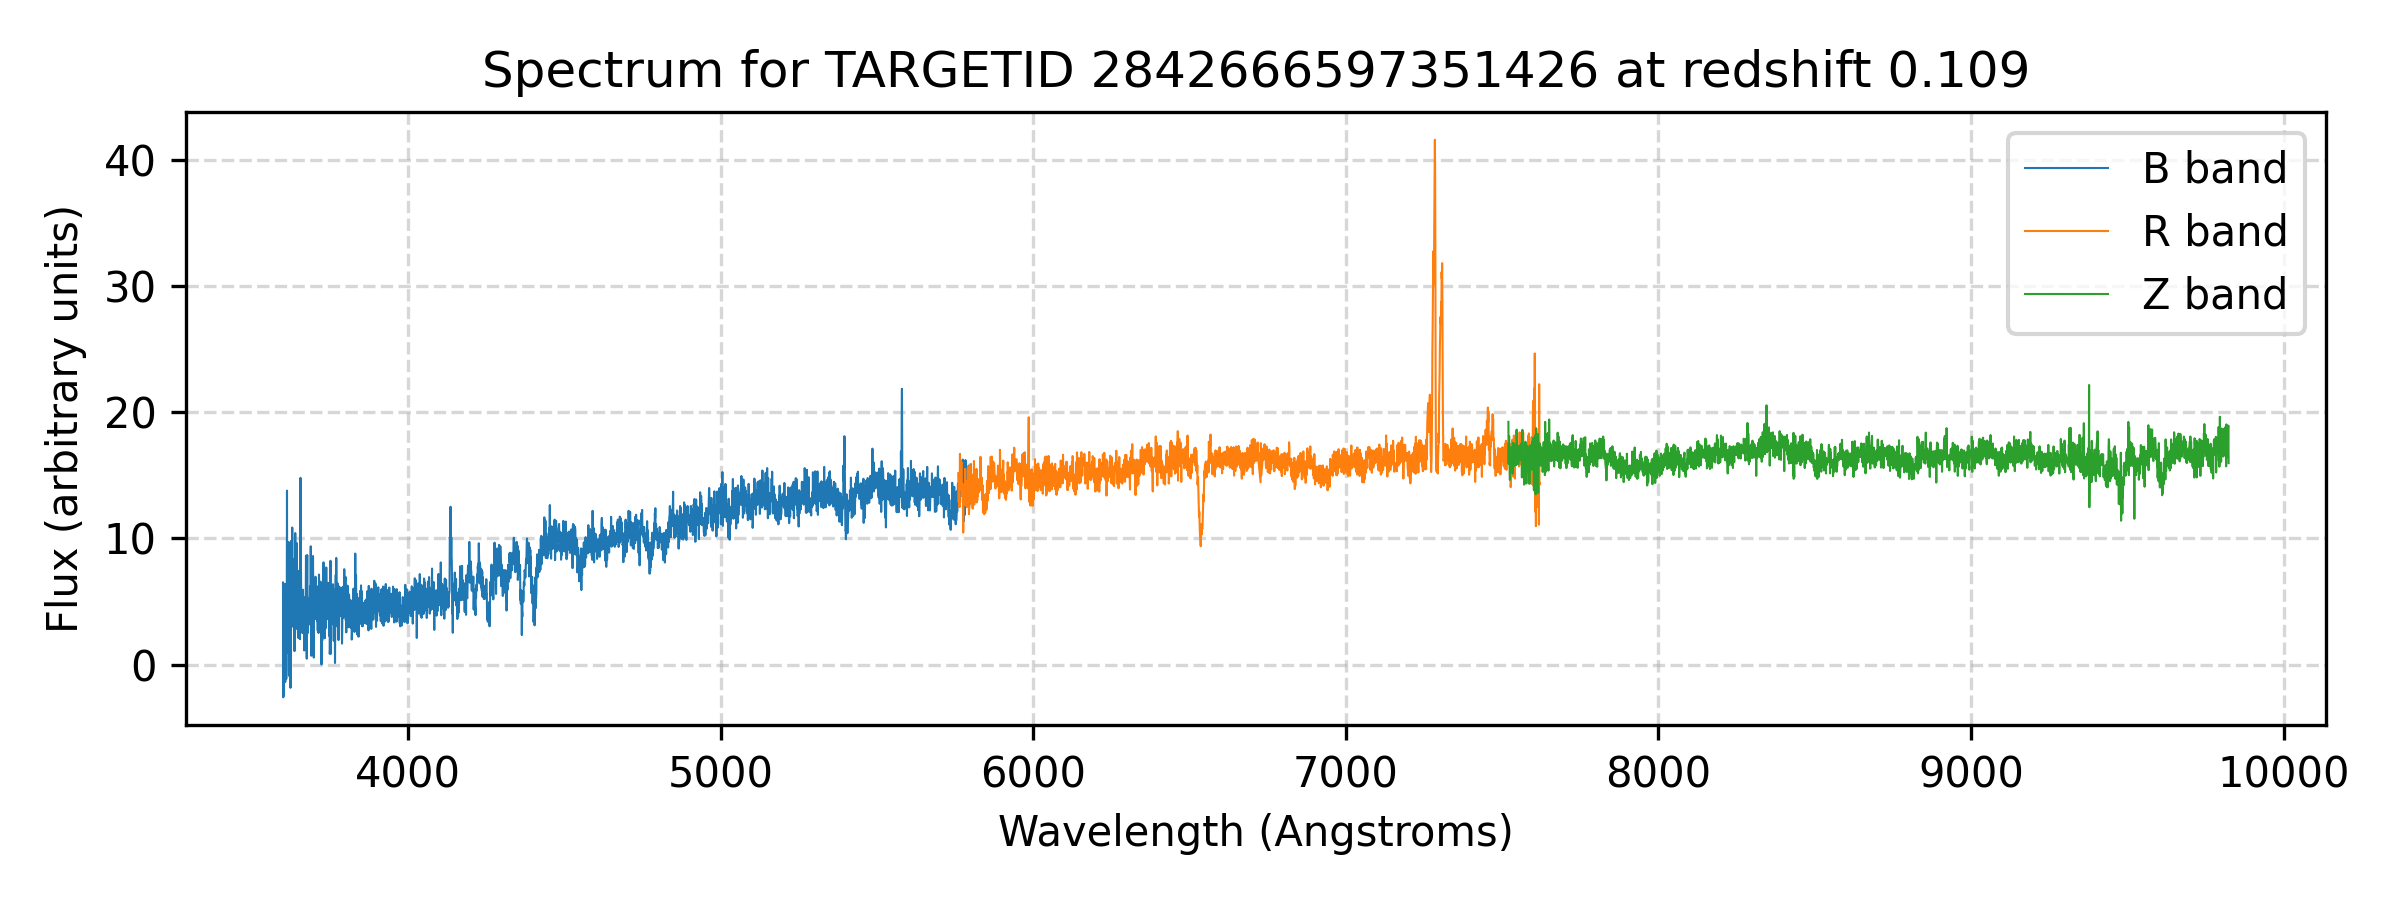 Spectrum for TARGETID 2842666597351426 at redshift 0.109
Flux (arbitrary units)
40
30
20
10
0
B band
R band
Z band
4000 5000 6000 7000 8000 9000 10000
Wavelength (Angstroms)